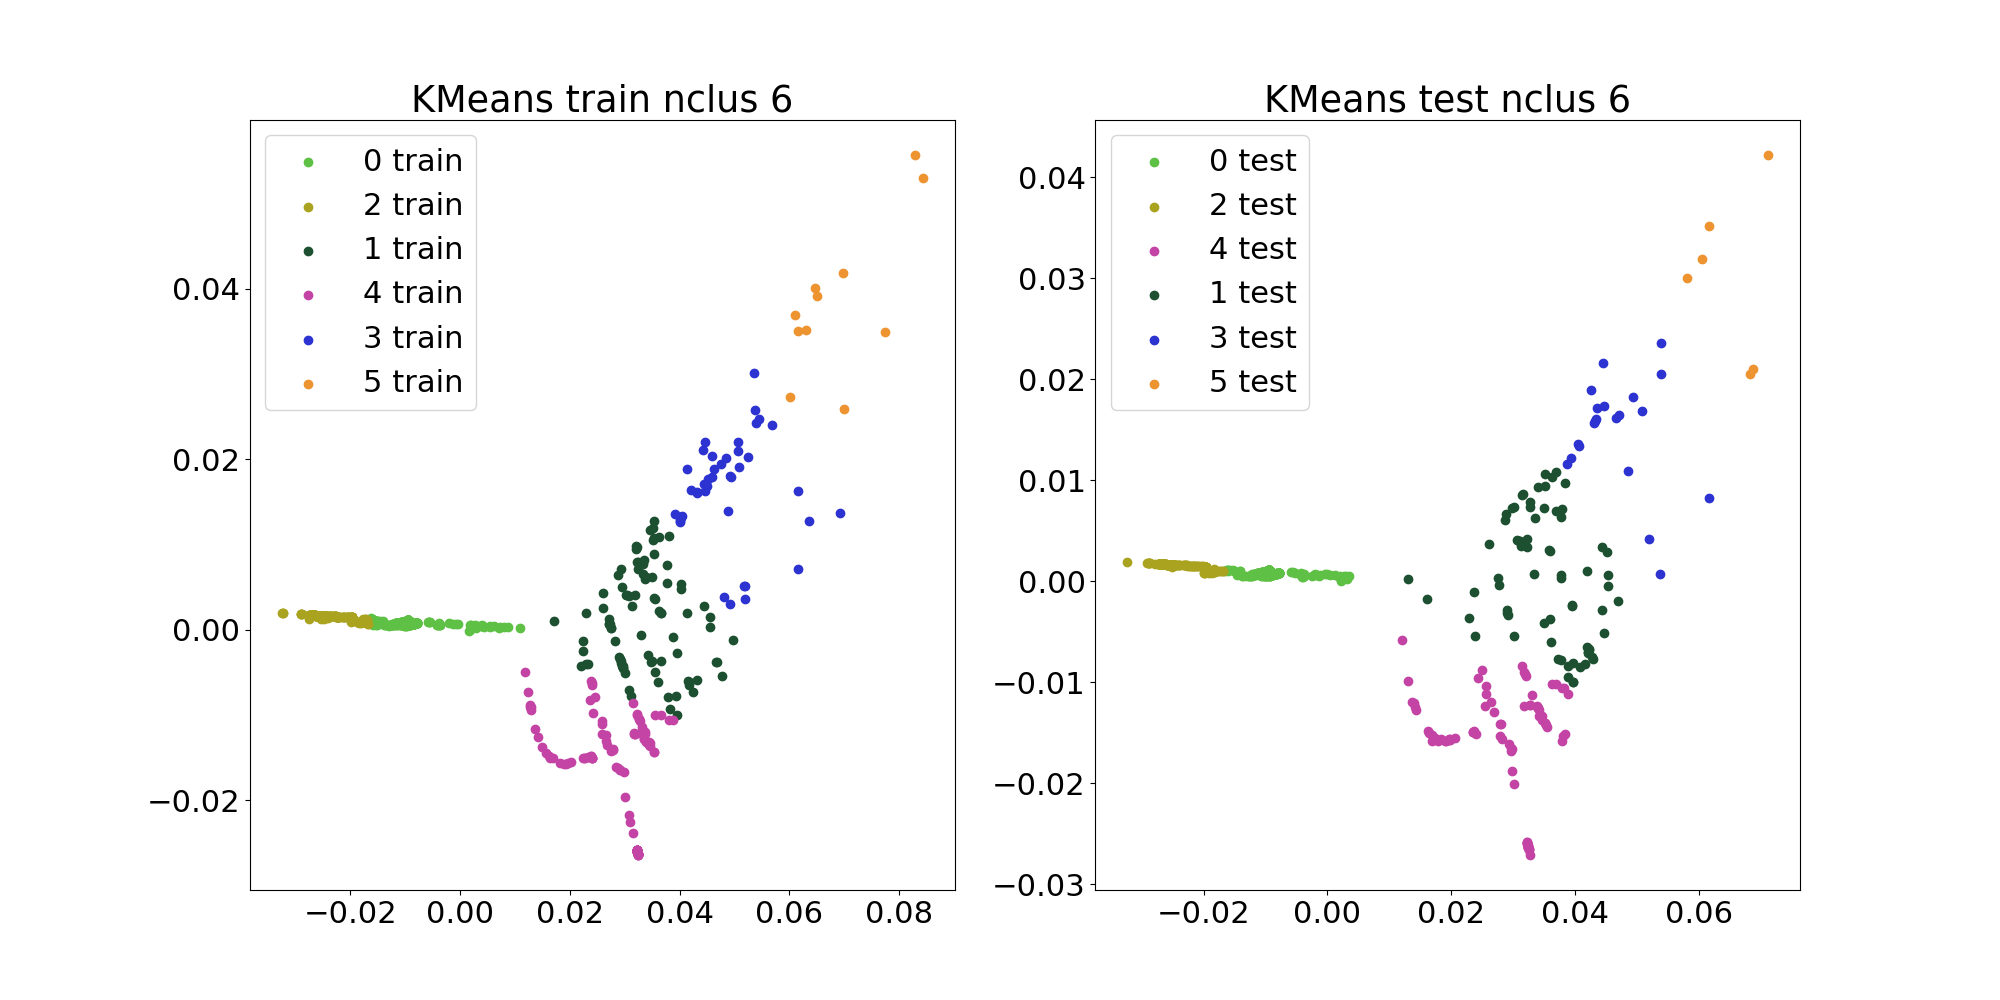 KMeans train nclus 6
0 train
2 train
1 train
4 train
3 train
5 train
0.04
0.02
0.00
−0.02
−0.02 0.00 0.02 0.04 0.06 0.08
KMeans test nclus 6
0 test
2 test
4 test
1 test
3 test
5 test
0.04
0.03
0.02
0.01
0.00
−0.01
−0.02
−0.03
−0.02 0.00 0.02 0.04 0.06